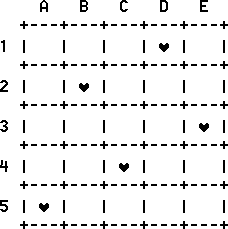 A   B   C   D   E
  +---+---+---+---+---+
1 |   |   |   | ♥ |   |
  +---+---+---+---+---+
2 |   | ♥ |   |   |   |
  +---+---+---+---+---+
3 |   |   |   |   | ♥ |
  +---+---+---+---+---+
4 |   |   | ♥ |   |   |
  +---+---+---+---+---+
5 | ♥ |   |   |   |   |
  +---+---+---+---+---+